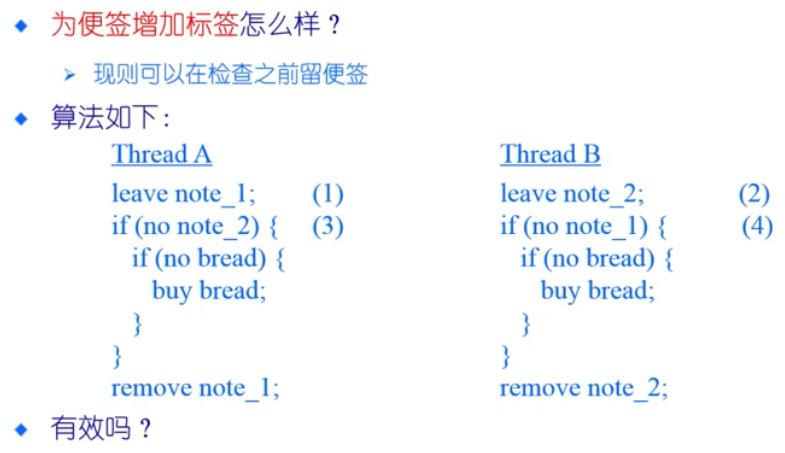 为便签增加标签怎么样?
现则可以在检查之前留便签
算法如下:
Thread A Thread B
leave note_1; (1) leave note_2; (2)
if (no note_2) { (3) if (no note_1) { (4)
if (no bread) { if (no bread) {
buy bread; buy bread;
} }
} }
remove note_1; remove note_2;
有效吗?